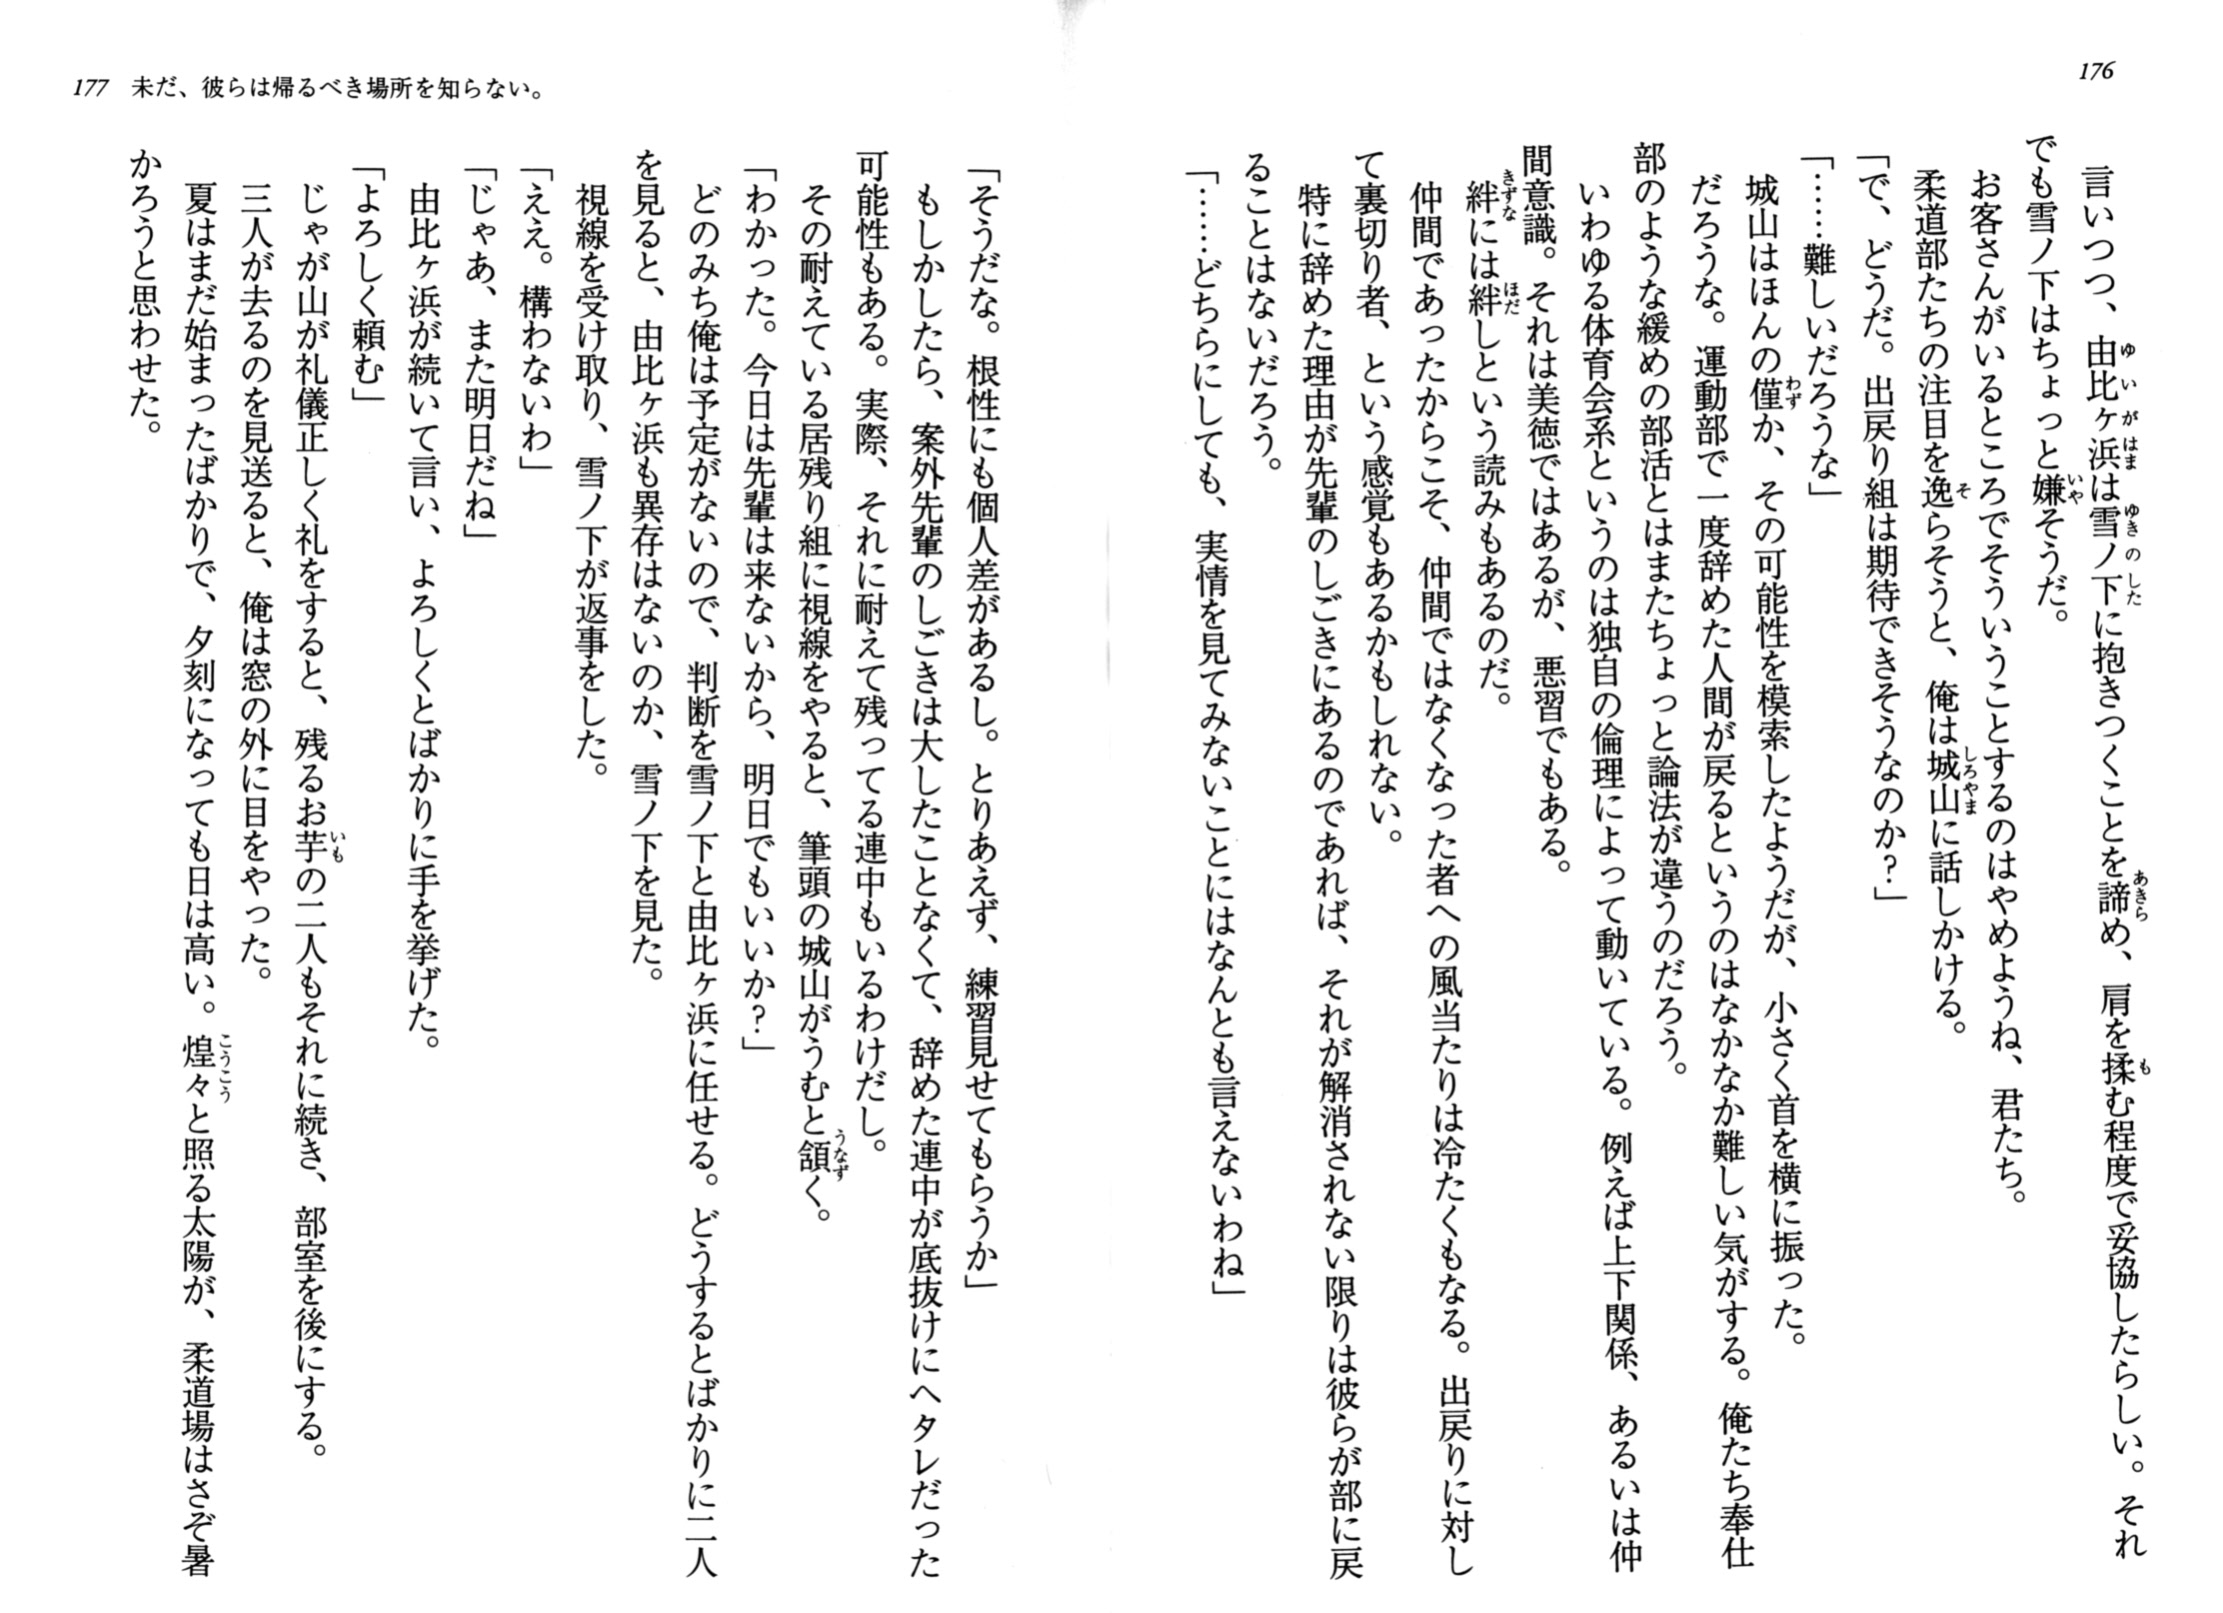 176
言いつつ、由比ヶ浜は雪ノ下に抱きつくことを諦め、肩を揉む程度で妥協したらしい。それ
でも雪ノ下はちょっと嫌そうだ。
お客さんがいるところでそういうことするのはやめようね、君たち。
柔道部たちの注目を逸らそうと、俺は城山に話しかける。
「で、どうだ。出戻り組は期待できそうなのか?」
「……難しいだろうな」
城山はほんの僅か、その可能性を模索したようだが、小さく首を横に振った。
だろうな。運動部で一度辞めた人間が戻るというのはなかなか難しい気がする。俺たち奉仕
部のような緩めの部活とはまたちょっと論法が違うのだろう。
いわゆる体育会系というのは独自の倫理によって動いている。例えば上下関係、あるいは仲
間意識。それは美徳ではあるが、悪習でもある。
絆には絆しという読みもあるのだ。
仲間であったからこそ、仲間ではなくなった者への風当たりは冷たくもなる。出戻りに対し
て裏切り者、という感覚もあるかもしれない。
特に辞めた理由が先輩のしごきにあるのであれば、それが解消されない限りは彼らが部に戻
ることはないだろう。
「……どちらにしても、実情を見てみないことにはなんとも言えないわね」
177 未だ、彼らは帰るべき場所を知らない。
「そうだな。根性にも個人差があるし。とりあえず、練習見せてもらうか」
もしかしたら、案外先輩のしごきは大したことなくて、辞めた連中が底抜けにヘタレだった
可能性もある。実際、それに耐えて残ってる連中もいるわけだし。
その耐えている居残り組に視線をやると、筆頭の城山がうむと頷く。
「わかった。今日は先輩は来ないから、明日でもいいか?」
どのみち俺は予定がないので、判断を雪ノ下と由比ヶ浜に任せる。どうするとばかりに二人
を見ると、由比ヶ浜も異存はないのか、雪ノ下を見た。
視線を受け取り、雪ノ下が返事をした。
「ええ。構わないわ」
「じゃあ、また明日だね」
由比ヶ浜が続いて言い、よろしくとばかりに手を挙げた。
「よろしく頼む」
じゃが山が礼儀正しく礼をすると、残るお芋の二人もそれに続き、部室を後にする。
三人が去るのを見送ると、俺は窓の外に目をやった。
夏はまだ始まったばかりで、夕刻になっても日は高い。煌々と照る太陽が、柔道場はさぞ暑
かろうと思わせた。